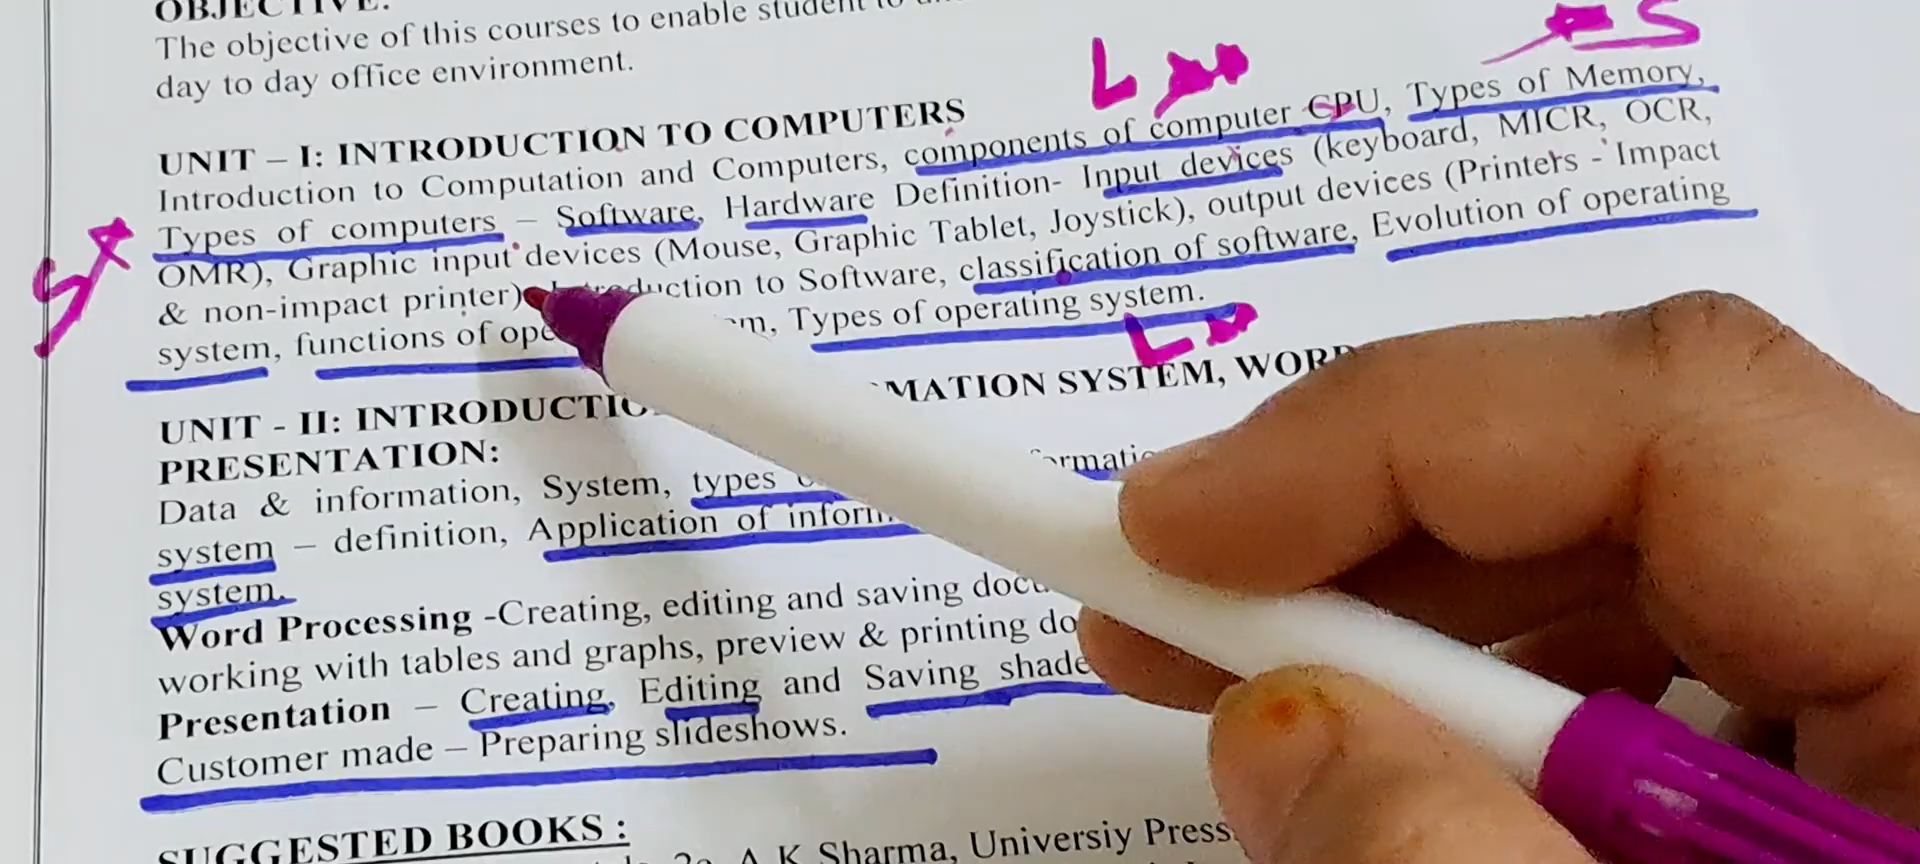 OBJECTIVE:
The objective of this courses to enable student to
day to day office environment.
L
S
UNIT – I: INTRODUCTION TO COMPUTERS
Introduction to Computation and Computers, components of computer CPU, Types of Memory,
Types of computers – Software, Hardware Definition- Input devices (keyboard, MICR, OCR,
OMR), Graphic input devices (Mouse, Graphic Tablet, Joystick), output devices (Printers - Impact
& non-impact printer) Introduction to Software, classification of software, Evolution of operating
system, functions of ope m, Types of operating system.
S
L
UNIT - II: INTRODUCTIO MATION SYSTEM, WORD
PRESENTATION:
Data & information, System, types ormatio
system – definition, Application of inform
system.
Word Processing -Creating, editing and saving docu
working with tables and graphs, preview & printing do
Presentation – Creating, Editing and Saving shade
Customer made – Preparing slideshows.
SUGGESTED BOOKS :
2e, A K Sharma, Universiy Press